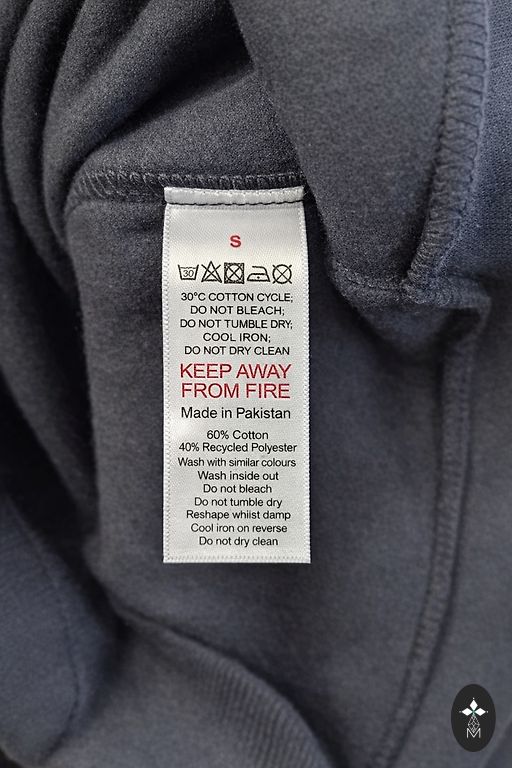 S
30
30°C COTTON CYCLE;
DO NOT BLEACH;
DO NOT TUMBLE DRY;
COOL IRON;
DO NOT DRY CLEAN
KEEP AWAY
FROM FIRE
Made in Pakistan
60% Cotton
40% Recycled Polyester
Wash with similar colours
Wash inside out
Do not bleach
Do not tumble dry
Reshape whilst damp
Cool iron on reverse
Do not dry clean
M